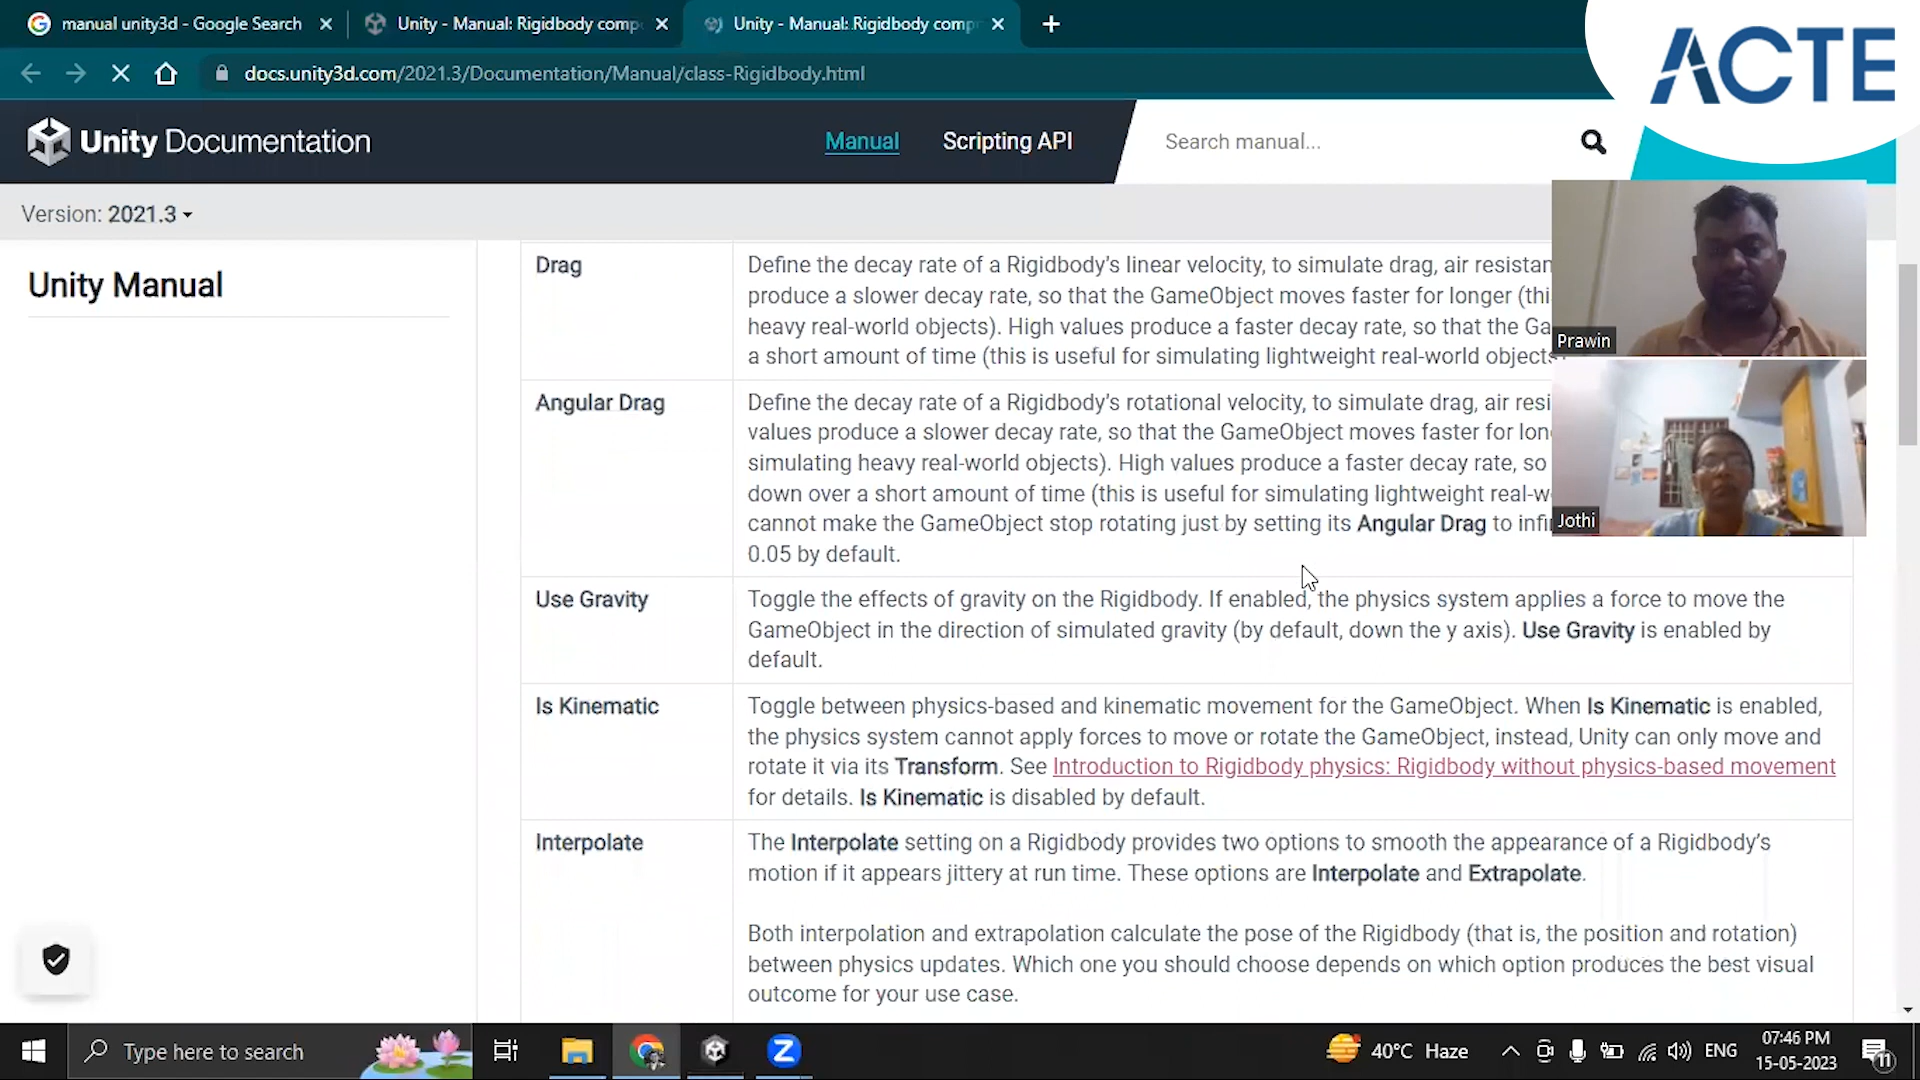 manual unity3d - Google Search
Unity - Manual: Rigidbody comp
Unity - Manual: Rigidbody comp
ACTE
docs.unity3d.com/2021.3/Documentation/Manual/class-Rigidbody.html
Unity Documentation
Manual
Scripting API
Search manual...
Version: 2021.3
Unity Manual
Drag
Define the decay rate of a Rigidbody's linear velocity, to simulate drag, air
produce a slower decay rate, so that the GameObject moves faster for longer
heavy real-world objects). High values produce a faster decay rate, so that the
a short amount of time (this is useful for simulating lightweight real-world objects
Prawin
Angular Drag
Define the decay rate of a Rigidbody's rotational velocity, to simulate drag, air
values produce a slower decay rate, so that the GameObject moves faster for
simulating heavy real-world objects). High values produce a faster decay rate, so
down over a short amount of time (this is useful for simulating lightweight
cannot make the GameObject stop rotating just by setting its Angular Drag to
0.05 by default.
Jothi
Use Gravity
Toggle the effects of gravity on the Rigidbody. If enabled, the physics system applies a force to move the
GameObject in the direction of simulated gravity (by default, down the y axis). Use Gravity is enabled by
default.
Is Kinematic
Toggle between physics-based and kinematic movement for the GameObject. When Is Kinematic is enabled,
the physics system cannot apply forces to move or rotate the GameObject, instead, Unity can only move and
rotate it via its Transform. See Introduction to Rigidbody physics: Rigidbody without physics-based movement
for details. Is Kinematic is disabled by default.
Interpolate
The Interpolate setting on a Rigidbody provides two options to smooth the appearance of a Rigidbody's
motion if it appears jittery at run time. These options are Interpolate and Extrapolate.
Both interpolation and extrapolation calculate the pose of the Rigidbody (that is, the position and rotation)
between physics updates. Which one you should choose depends on which option produces the best visual
outcome for your use case.
Type here to search
40°C Haze
ENG
07:46 PM
15-05-2023
11